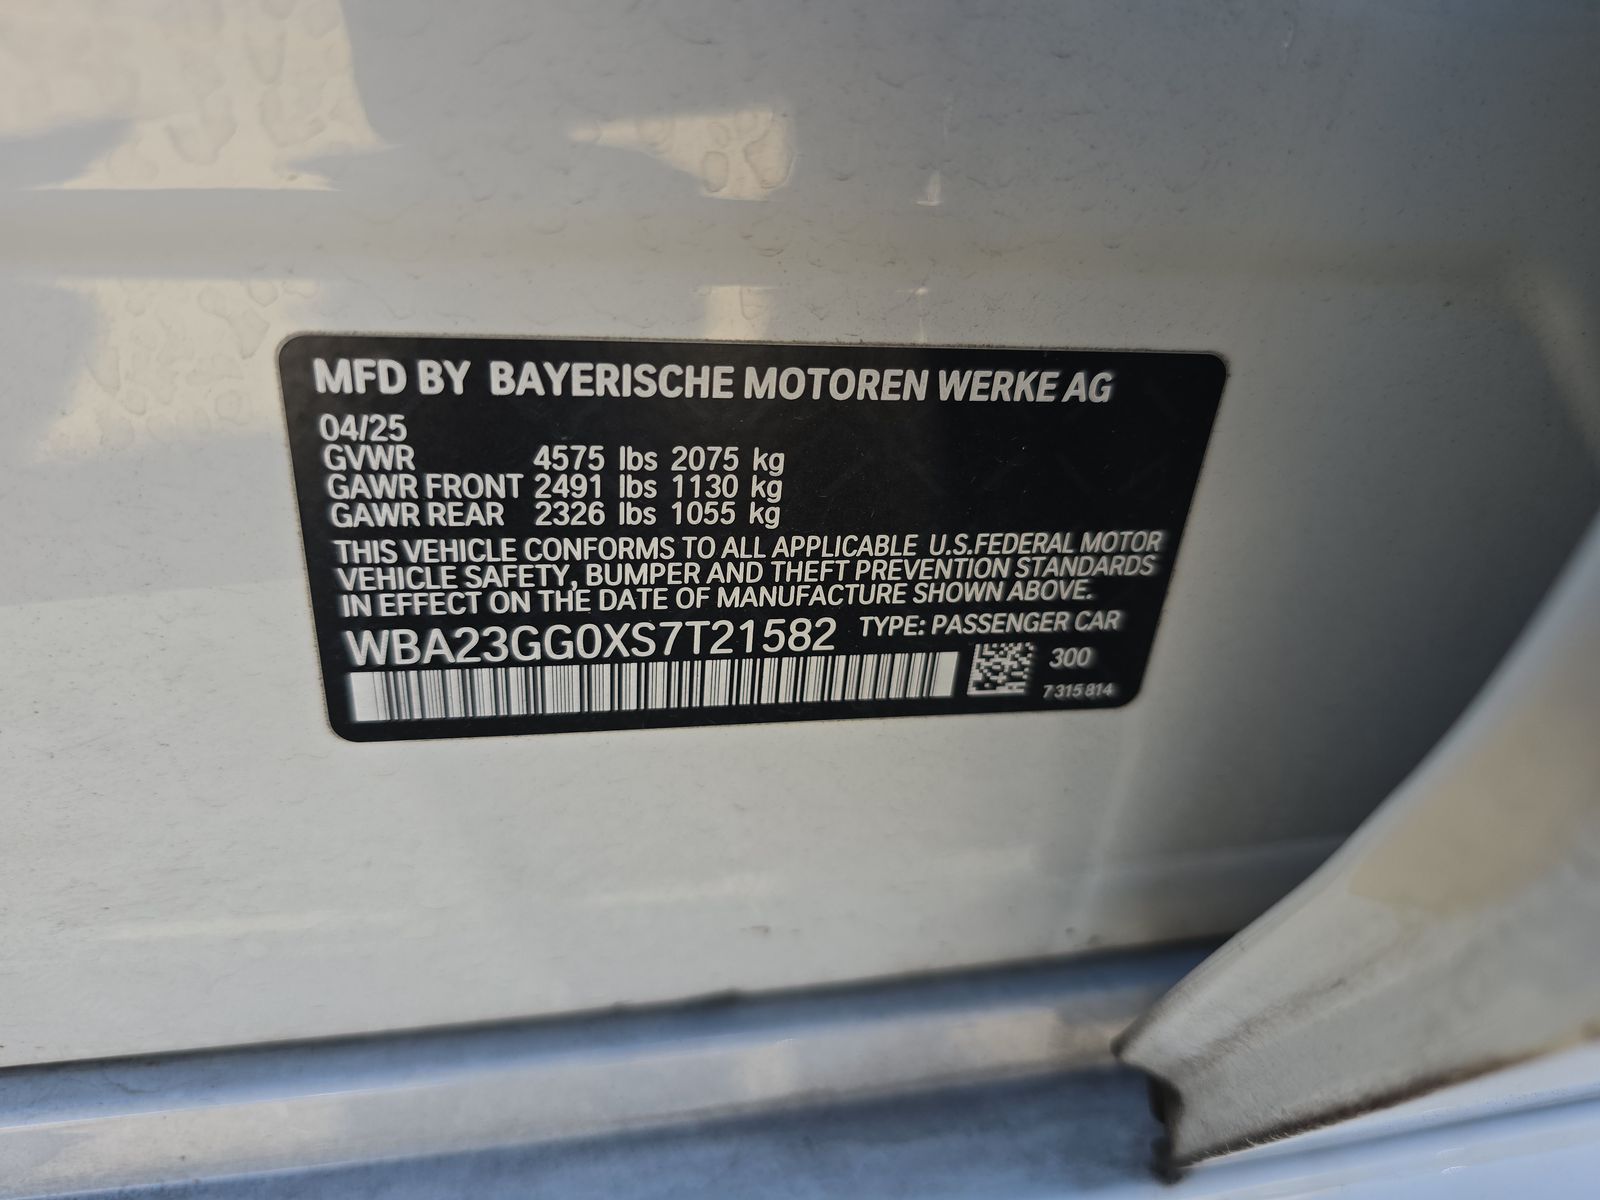 MFD BY BAYERISCHE MOTOREN WERKE AG
04/25
GVWR 4575 lbs 2075 kg
GAWR FRONT 2491 lbs 1130 kg
GAWR REAR 2326 lbs 1055 kg
THIS VEHICLE CONFORMS TO ALL APPLICABLE U.S.FEDERAL MOTOR
VEHICLE SAFETY, BUMPER AND THEFT PREVENTION STANDARDS
IN EFFECT ON THE DATE OF MANUFACTURE SHOWN ABOVE.
WBA23GG0XS7T21582 TYPE: PASSENGER CAR
300
7 315 814